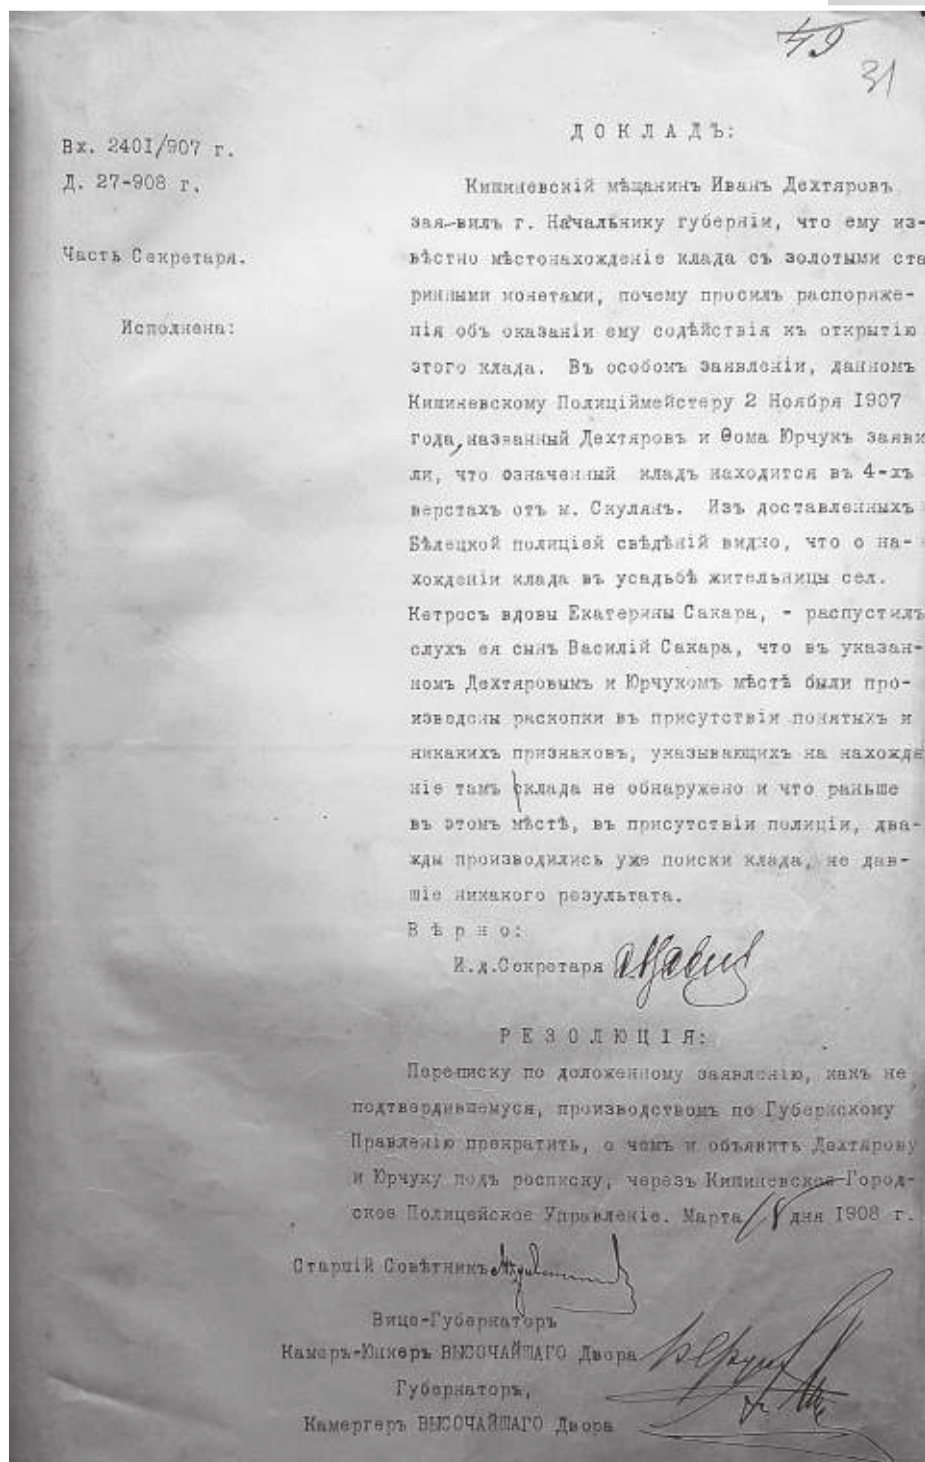 49
31
ДОКЛАДЪ:
Вх. 2401/907 г.
Д. 27-908 г.
Часть Секретаря.
Исполнена:
Кишиневскій мѣщанинъ Иванъ Дехтяровъ
зая-вилъ г. Начальнику губерніи, что ему из-
вѣстно мѣстонахожденіе клада съ золотыми ста
ринными монетами, почему просилъ распоряже-
нія объ оказаніи ему содѣйствія къ открытію
этого клада. Въ особомъ заявленіи, данномъ
Кишиневскому Полиціймейстеру 2 Ноября 1907
года, названный Дехтяровъ и Ѳома Юрчукъ заяви
ли, что означенный кладъ находится въ 4-хъ
верстахъ отъ м. Скулянъ. Изъ доставленныхъ
Бѣлецкой полиціей свѣдѣній видно, что о на-
хожденіи клада въ усадьбѣ жительницы сел.
Кетросъ вдовы Екатерины Сакара, - распустилъ
слухъ ея сынъ Василій Сакара, что въ указан-
номъ Дехтяровымъ и Юрчукомъ мѣстѣ были про-
изведены раскопки въ присутствіи понятыхъ и
никакихъ признаковъ, указывающихъ на нахожде
ніе тамъ склада не обнаружено и что раньше
въ этомъ мѣстѣ, въ присутствіи полиціи, два-
жды производились уже поиски клада, не дав-
шіе никакого результата.
Вѣрно:
И.д.Секретаря
РЕЗОЛЮЦІЯ:
Переписку по доложенному заявленію, какъ не
подтвердившемуся, производствомъ по Губернскому
Правленію прекратить, о чемъ и объявить Дехтярову
и Юрчуку подъ росписку, черезъ Кишиневское Город-
ское Полицейское Управленіе. Марта 18 дня 1908 г.
Старшій Совѣтникъ
Вице-Губернаторъ
Камеръ-Юнкеръ ВЫСОЧАЙШАГО Двора
Губернаторъ,
Камергеръ ВЫСОЧАЙШАГО Двора